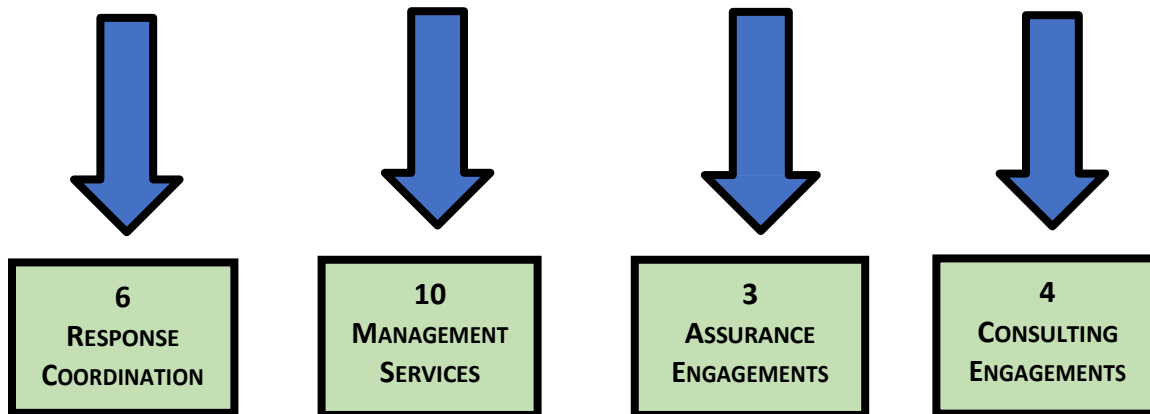 6
RESPONSE
COORDINATION
10
MANAGEMENT
SERVICES
3
ASSURANCE
ENGAGEMENTS
4
CONSULTING
ENGAGEMENTS